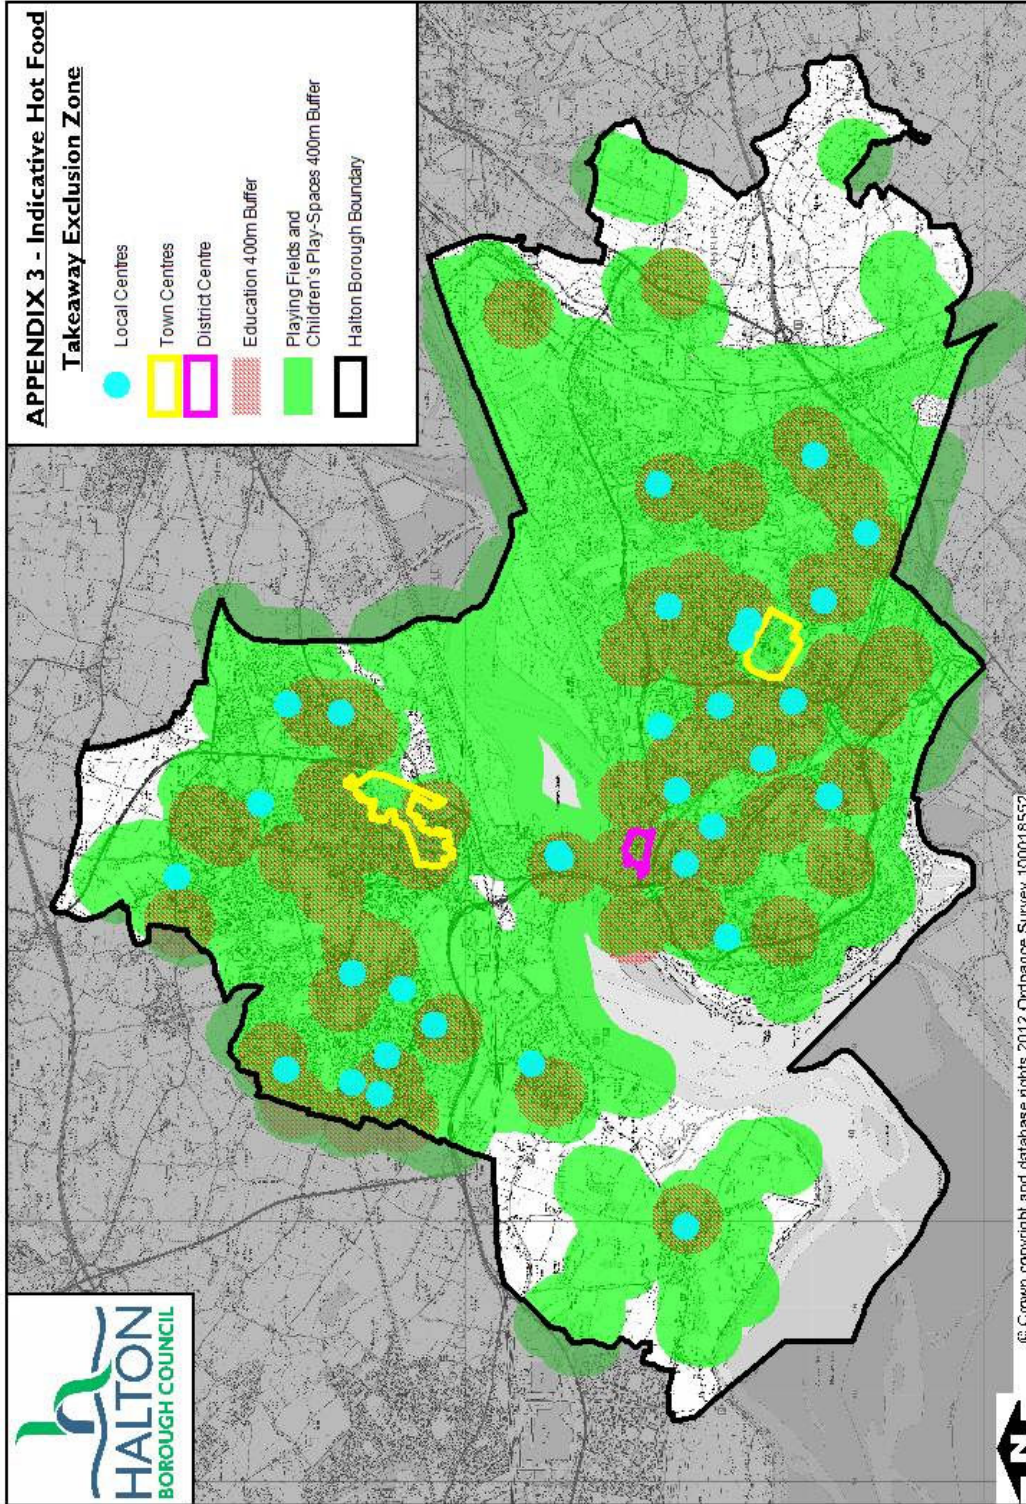 APPENDIX 3 - Indicative Hot Food
Takeaway Exclusion Zone
Local Centres
Town Centres
District Centre
Education 400m Buffer
Playing Fields and
Children's Play-Spaces 400m Buffer
Halton Borough Boundary
HALTON
BOROUGH COUNCIL
N
© Crown copyright and database rights 2012 Ordnance Survey 100018552